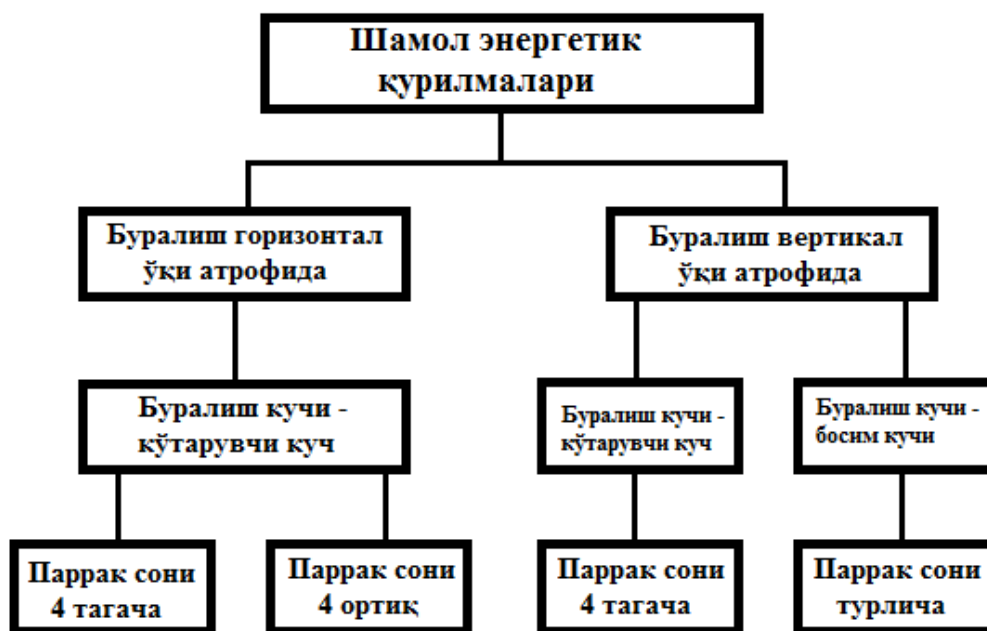 Шамол энергетик
қурилмалари
Буралиш горизонтал
ўқи атрофида
Буралиш вертикал
ўқи атрофида
Буралиш кучи -
кўтарувчи куч
Буралиш кучи -
кўтарувчи куч
Буралиш кучи -
босим кучи
Паррак сони
4 тагача
Паррак сони
4 ортиқ
Паррак сони
4 тагача
Паррак сони
турлича